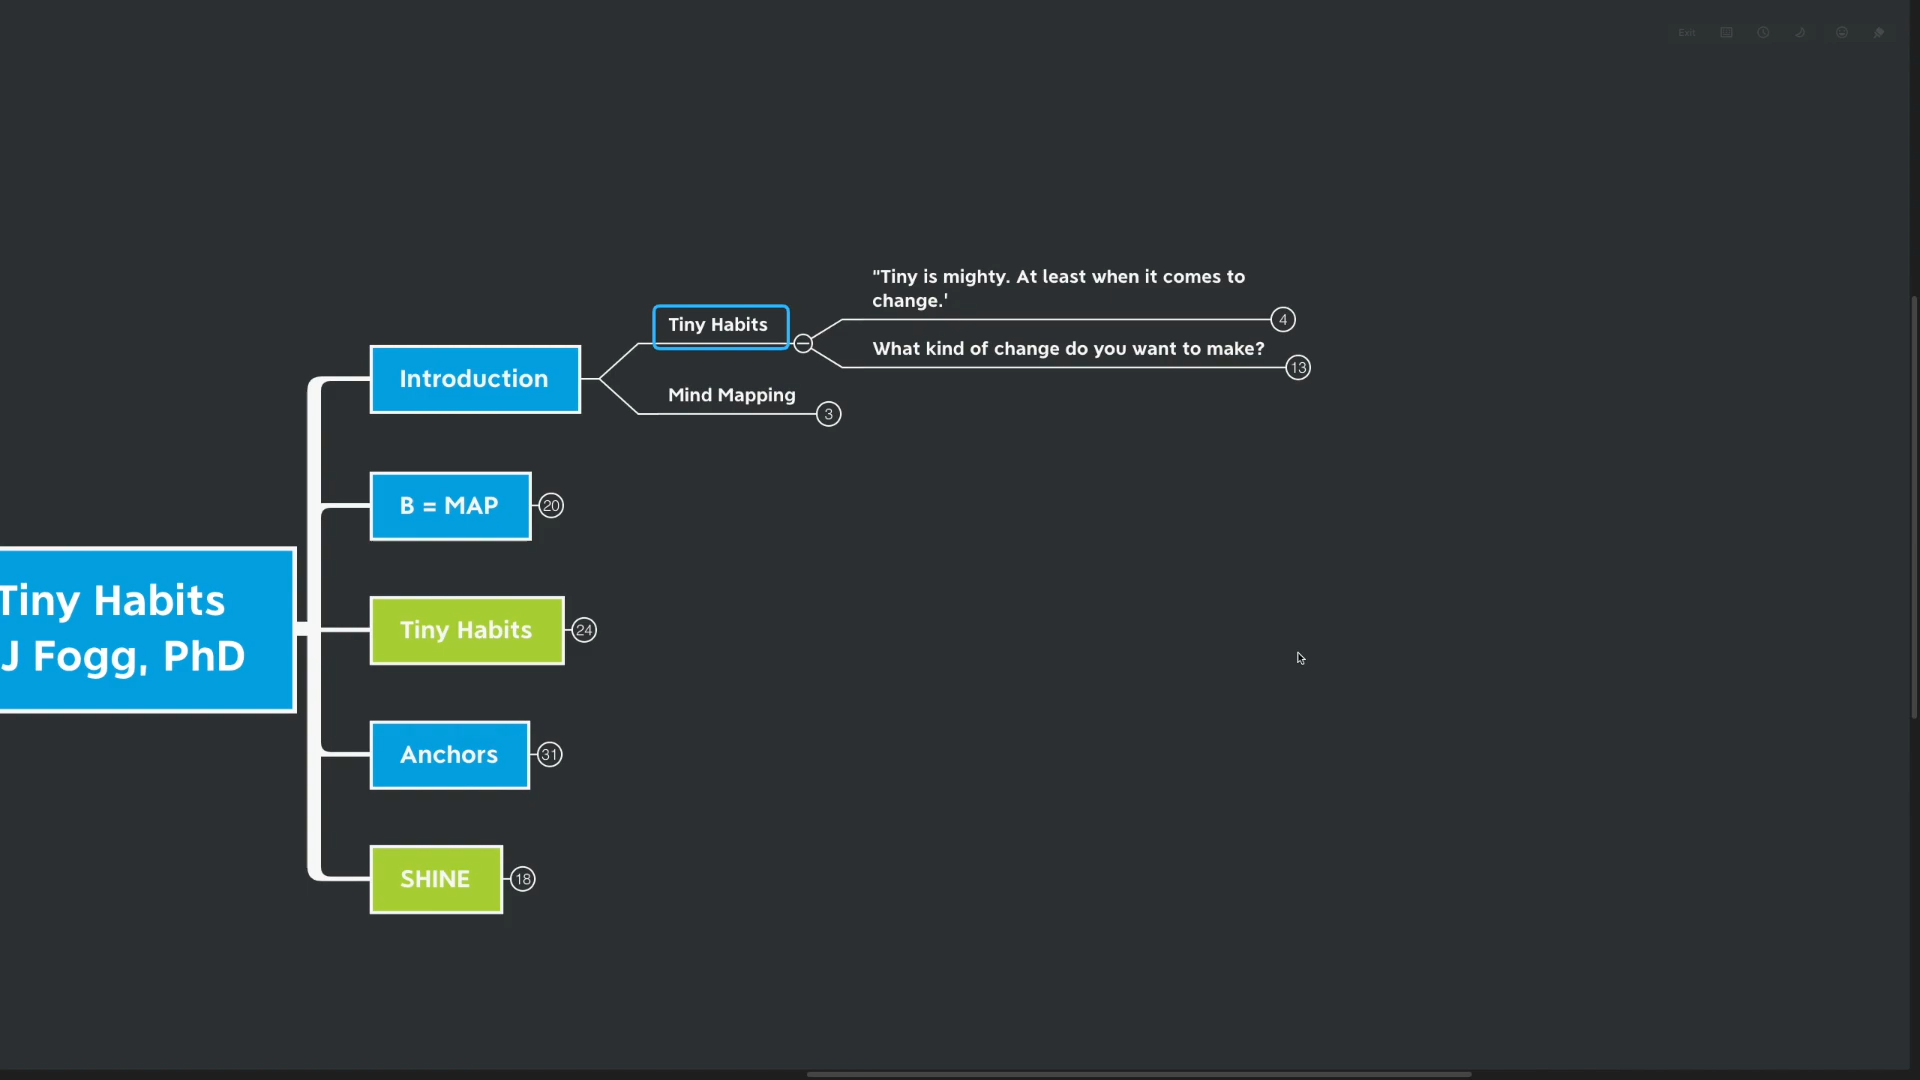 Exit
"Tiny is mighty. At least when it comes to
change.'
4
Tiny Habits
What kind of change do you want to make?
13
Introduction
Mind Mapping
3
B = MAP
20
Tiny Habits
J Fogg, PhD
Tiny Habits
24
Anchors
31
SHINE
18